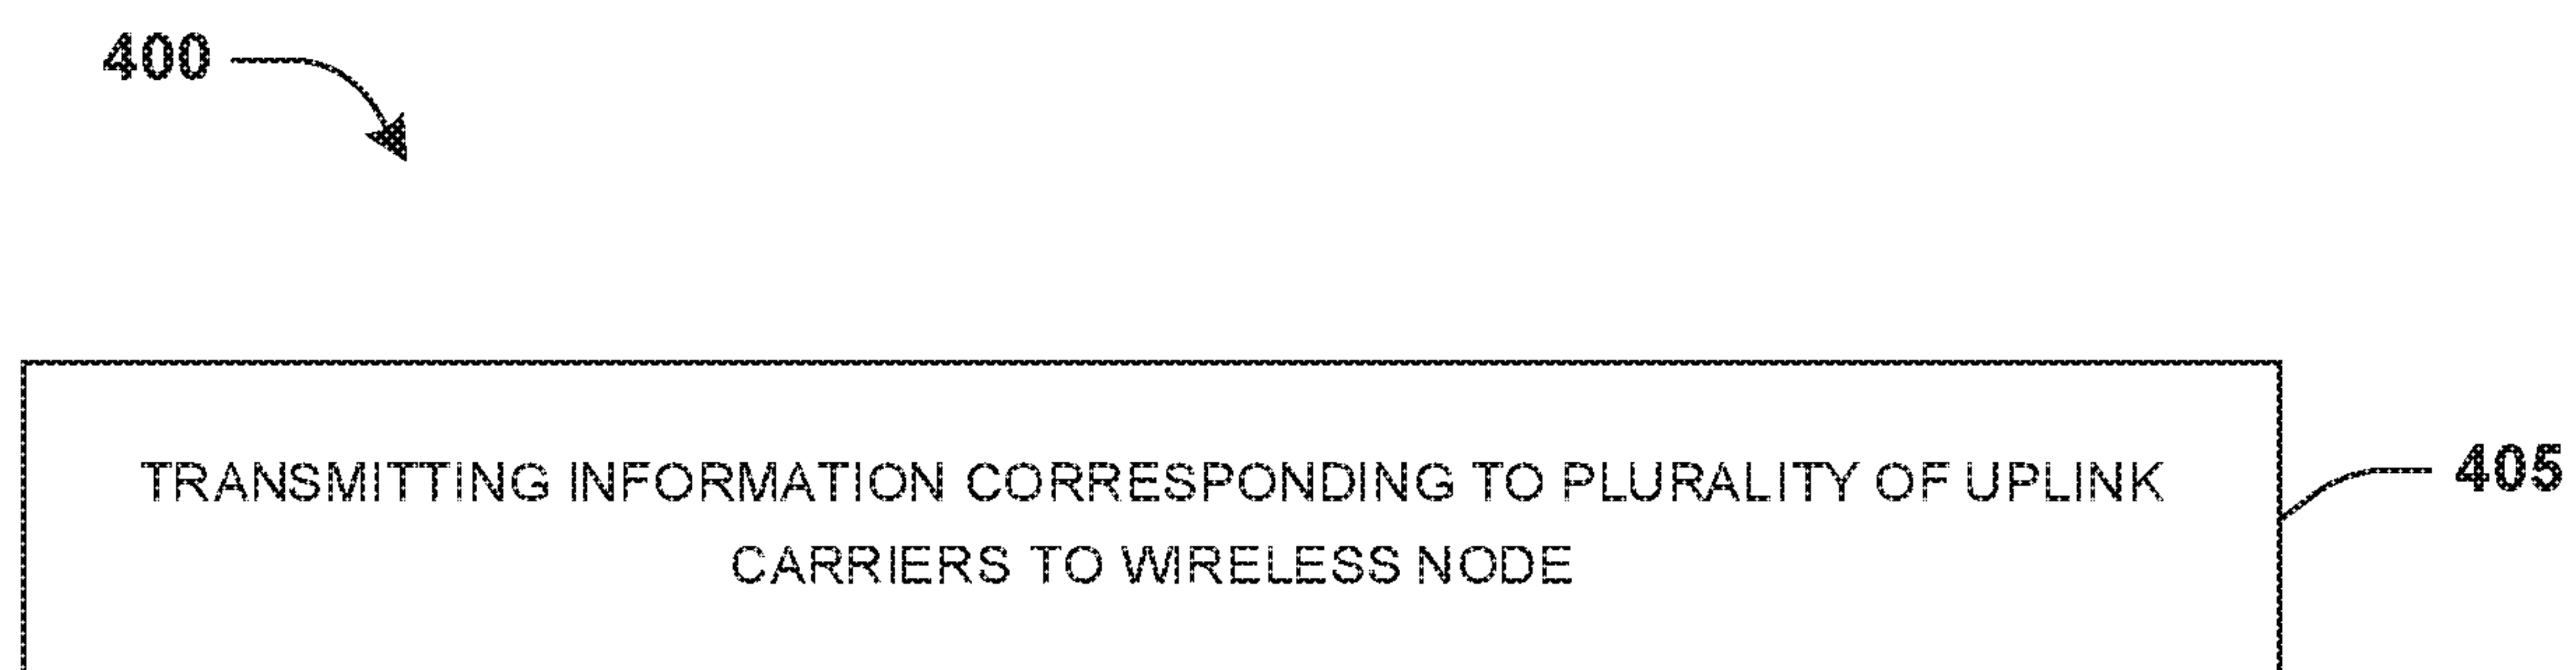 400
TRANSMITTING INFORMATION CORRESPONDING TO PLURALITY OF UPLINK
405
CARRIERS TO WIRELESS NODE